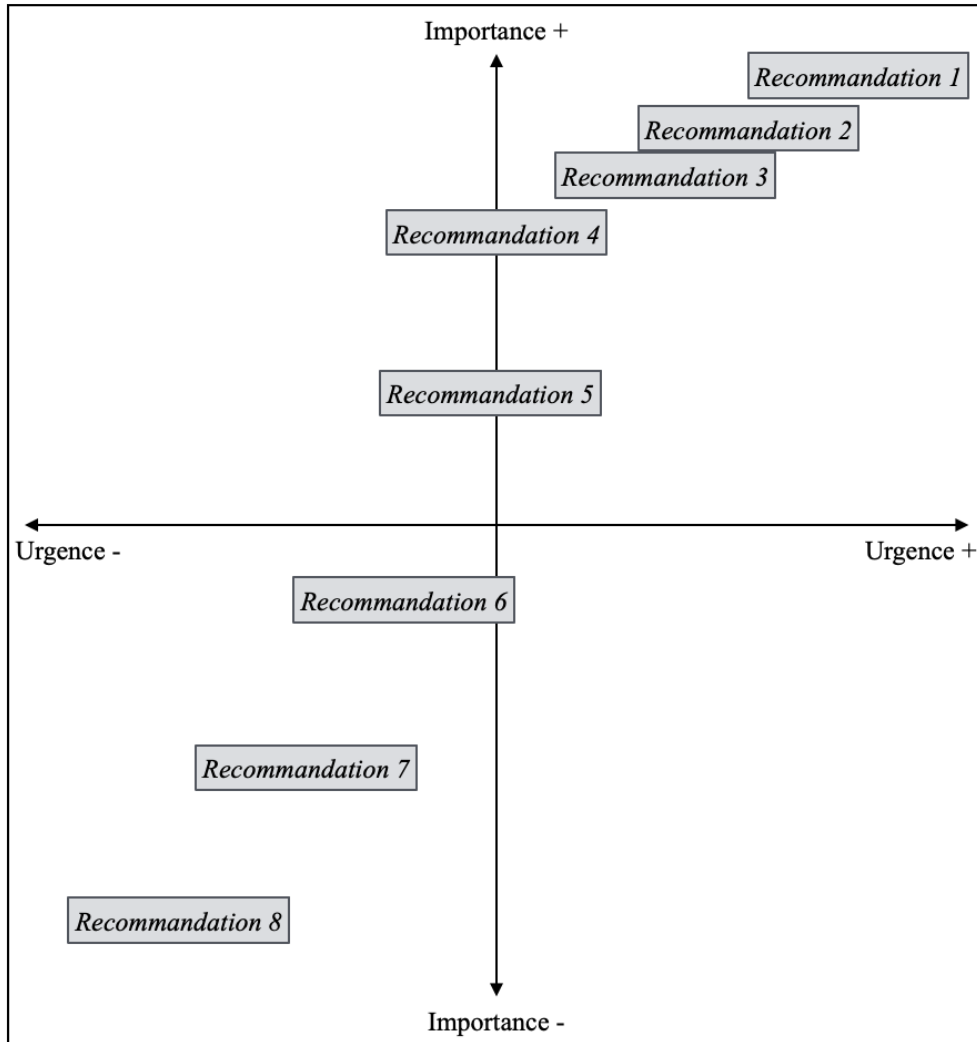 Importance +
Recommandation 1
Recommandation 2
Recommandation 3
Recommandation 4
Recommandation 5
Urgence -
Urgence +
Recommandation 6
Recommandation 7
Recommandation 8
Importance -